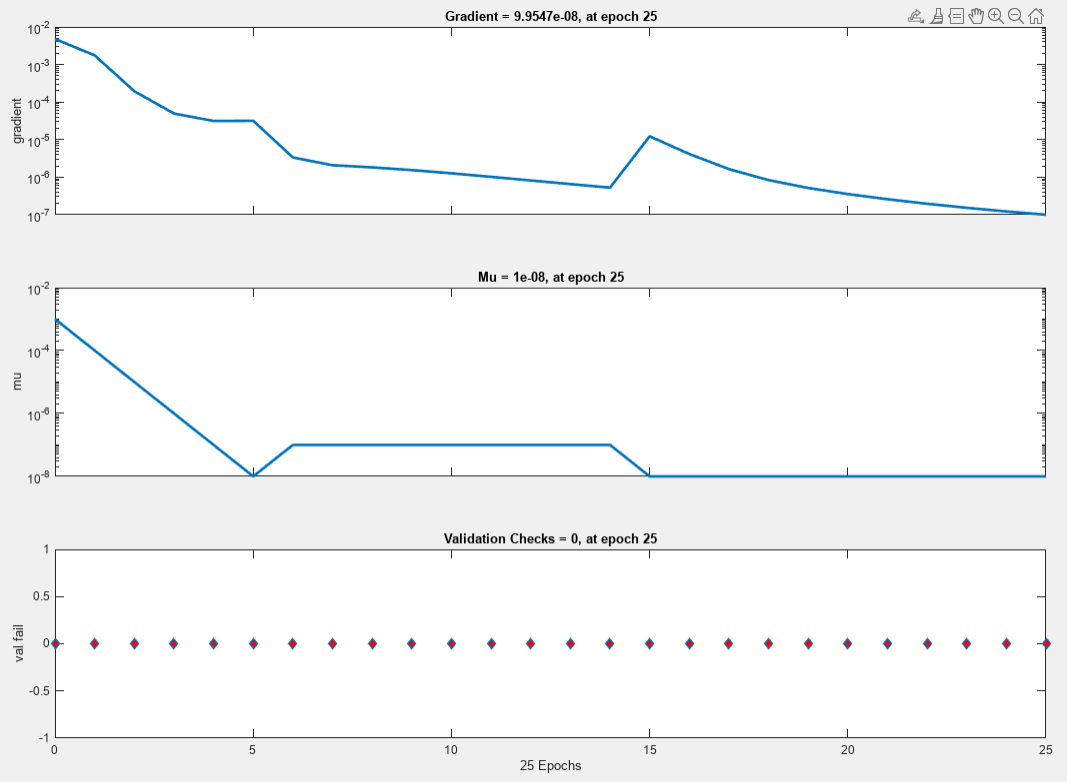 Gradient = 9.9547e-08, at epoch 25
10-2
10-3
10-4
10-5
10-6
10-7
gradient
Mu = 1e-08, at epoch 25
10-2
10-4
10-6
10-8
mu
Validation Checks = 0, at epoch 25
1
0.5
0
-0.5
-1
val fail
0 5 10 15 20 25
25 Epochs